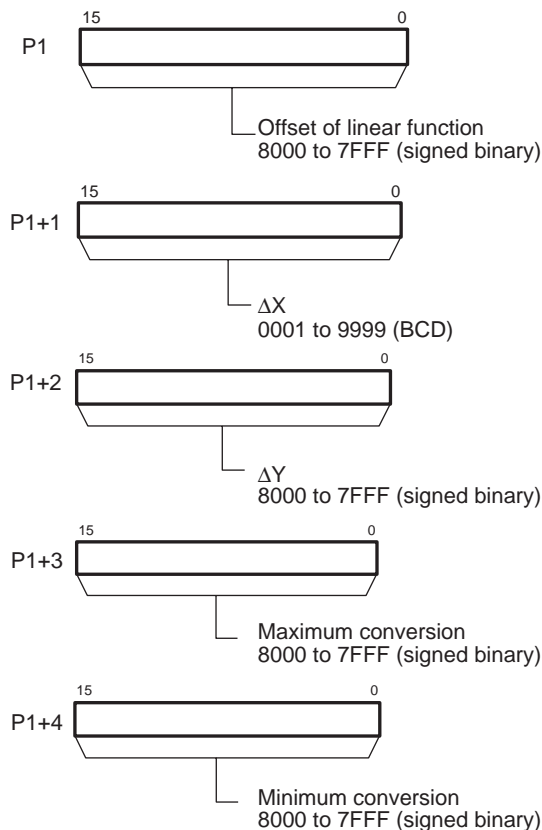 15 0
P1
Offset of linear function
8000 to 7FFF (signed binary)
15 0
P1+1
ΔX
0001 to 9999 (BCD)
15 0
P1+2
ΔY
8000 to 7FFF (signed binary)
15 0
P1+3
Maximum conversion
8000 to 7FFF (signed binary)
15 0
P1+4
Minimum conversion
8000 to 7FFF (signed binary)